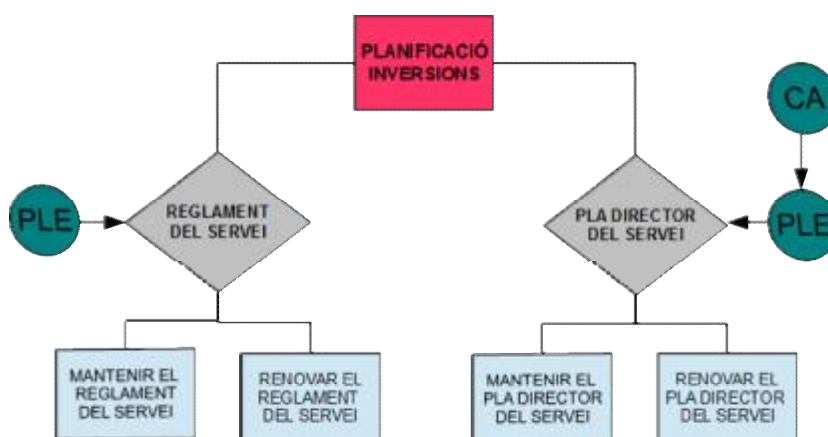 PLANIFICACIÓ
INVERSIONS
CA
PLE
REGLAMENT
DEL SERVEI
PLA DIRECTOR
DEL SERVEI
PLE
MANTENIR EL
REGLAMENT
DEL SERVEI
RENOVAR EL
REGLAMENT
DEL SERVEI
MANTENIR EL
PLA DIRECTOR
DEL SERVEI
RENOVAR EL
PLA DIRECTOR
DEL SERVEI